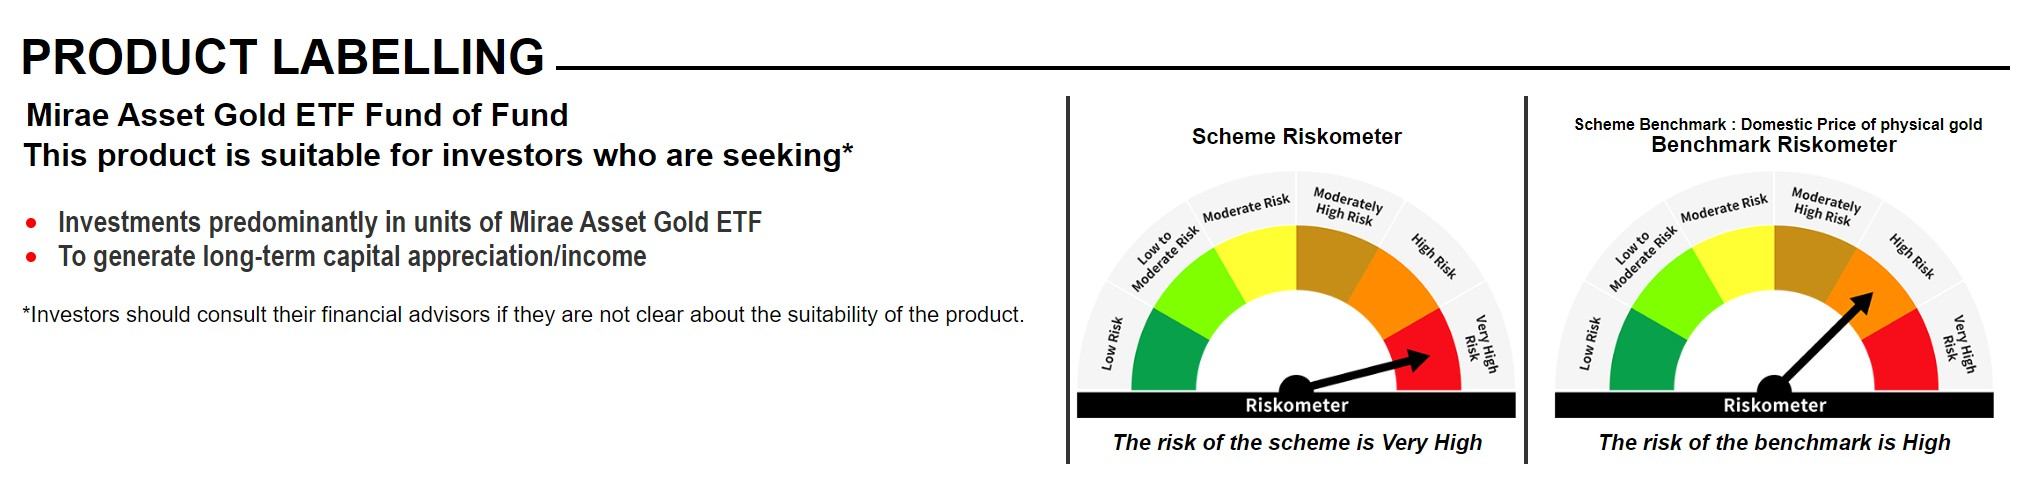 PRODUCT LABELLING
Mirae Asset Gold ETF Fund of Fund
This product is suitable for investors who are seeking*
• Investments predominantly in units of Mirae Asset Gold ETF
• To generate long-term capital appreciation/income
*Investors should consult their financial advisors if they are not clear about the suitability of the product.
Scheme Riskometer
Low Risk
Low to
Moderate Risk
Moderate Risk
Moderately
High Risk
High Risk
Very High
Risk
Riskometer
The risk of the scheme is Very High
Scheme Benchmark : Domestic Price of physical gold
Benchmark Riskometer
Low Risk
Low to
Moderate Risk
Moderate Risk
Moderately
High Risk
High Risk
Very High
Risk
Riskometer
The risk of the benchmark is High